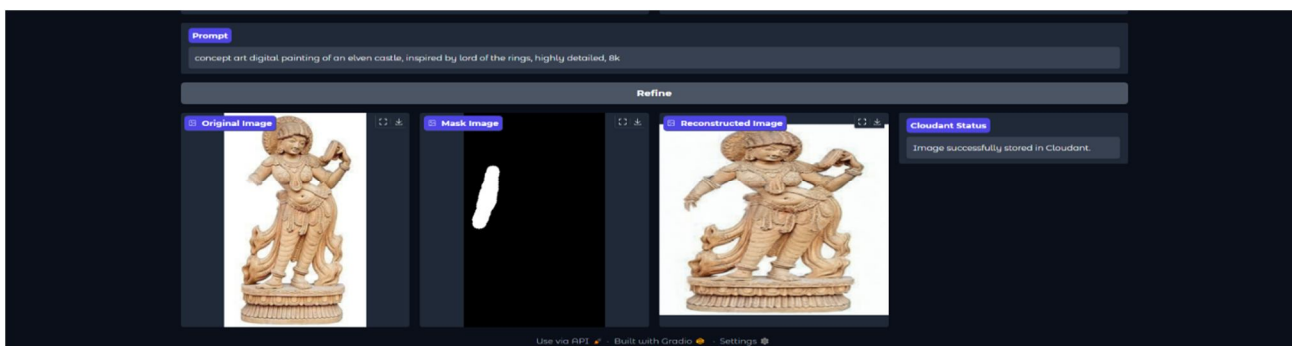 Prompt
concept art digital painting of an elven castle, inspired by lord of the rings, highly detailed, 8k
Refine
Original Image
Mask Image
Reconstructed Image
Cloudant Status
Image successfully stored in Cloudant.
Use via API · Built with Gradio · Settings